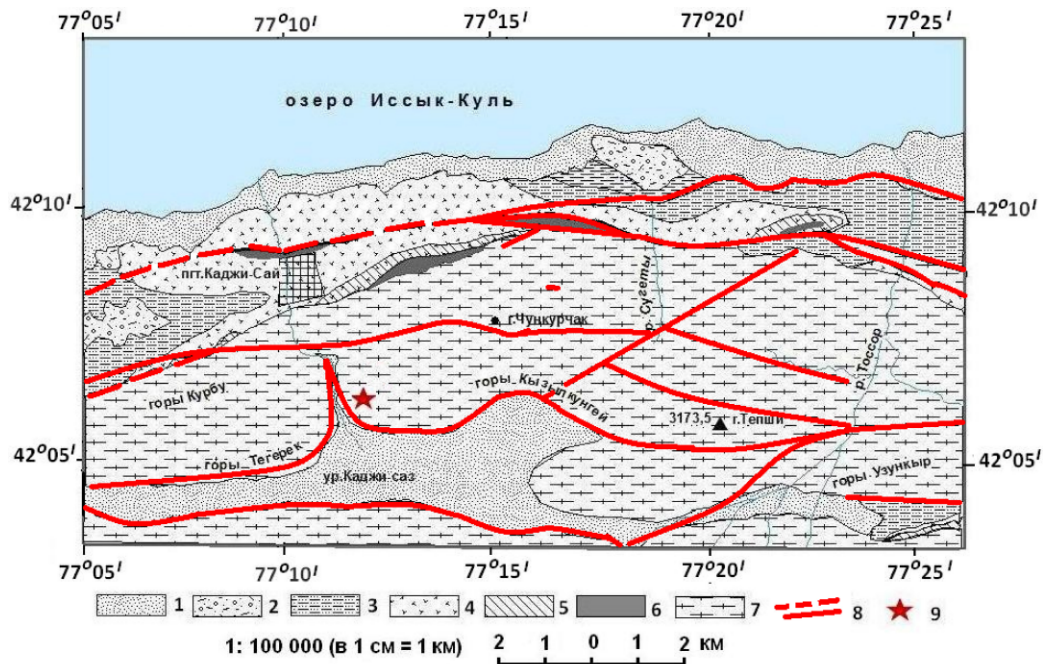 77°05′ 77°10′ 77°15′ 77°20′ 77°25′
озеро Иссык-Куль
42°10′ 42°10′
пгт.Каджи-Сай
р. Сугеты
г.Чункурчак
р. Тоссор
горы Курбу
горы Кызылкунгей
3173,5 г.Тепши
42°05′ 42°05′
горы Тегерек
ур.Каджи-саз
горы Узункыр
77°05′ 77°10′ 77°16′ 77°20′ 77°25′
1 2 3 4 5 6 7 8 9
1: 100 000 (в 1 см = 1 км) 2 1 0 1 2 км